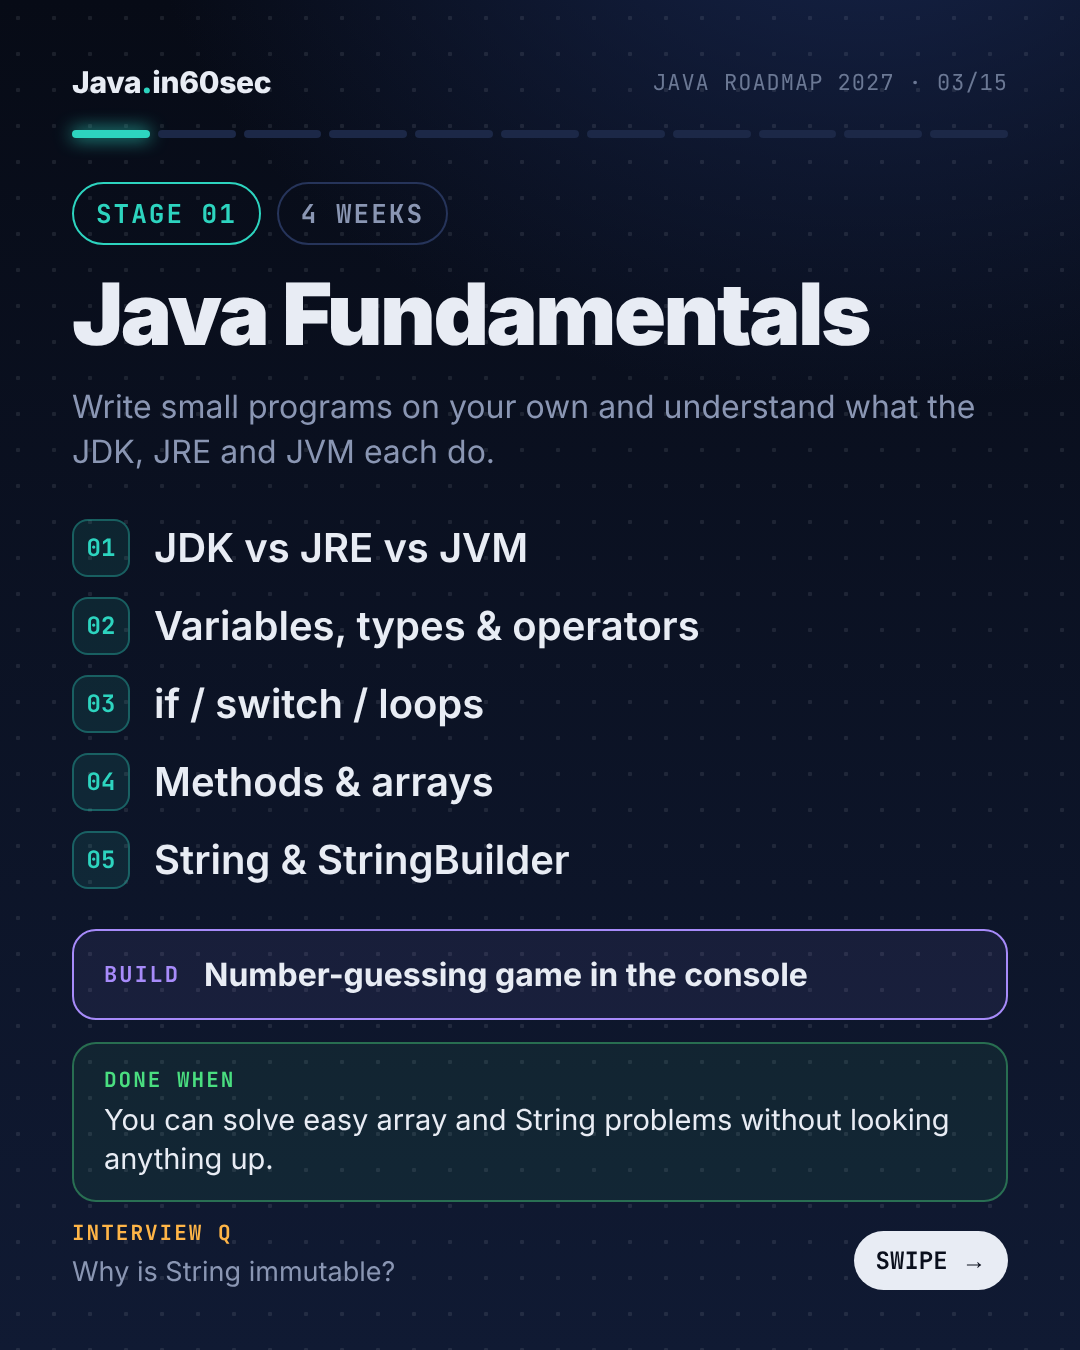 Java.in60sec
JAVA ROADMAP 2027 · 03/15
STAGE 01
4 WEEKS
Java Fundamentals
Write small programs on your own and understand what the
JDK, JRE and JVM each do.
01 JDK vs JRE vs JVM
02 Variables, types & operators
03 if / switch / loops
04 Methods & arrays
05 String & StringBuilder
BUILD Number-guessing game in the console
DONE WHEN
You can solve easy array and String problems without looking
anything up.
INTERVIEW Q
Why is String immutable?
SWIPE →